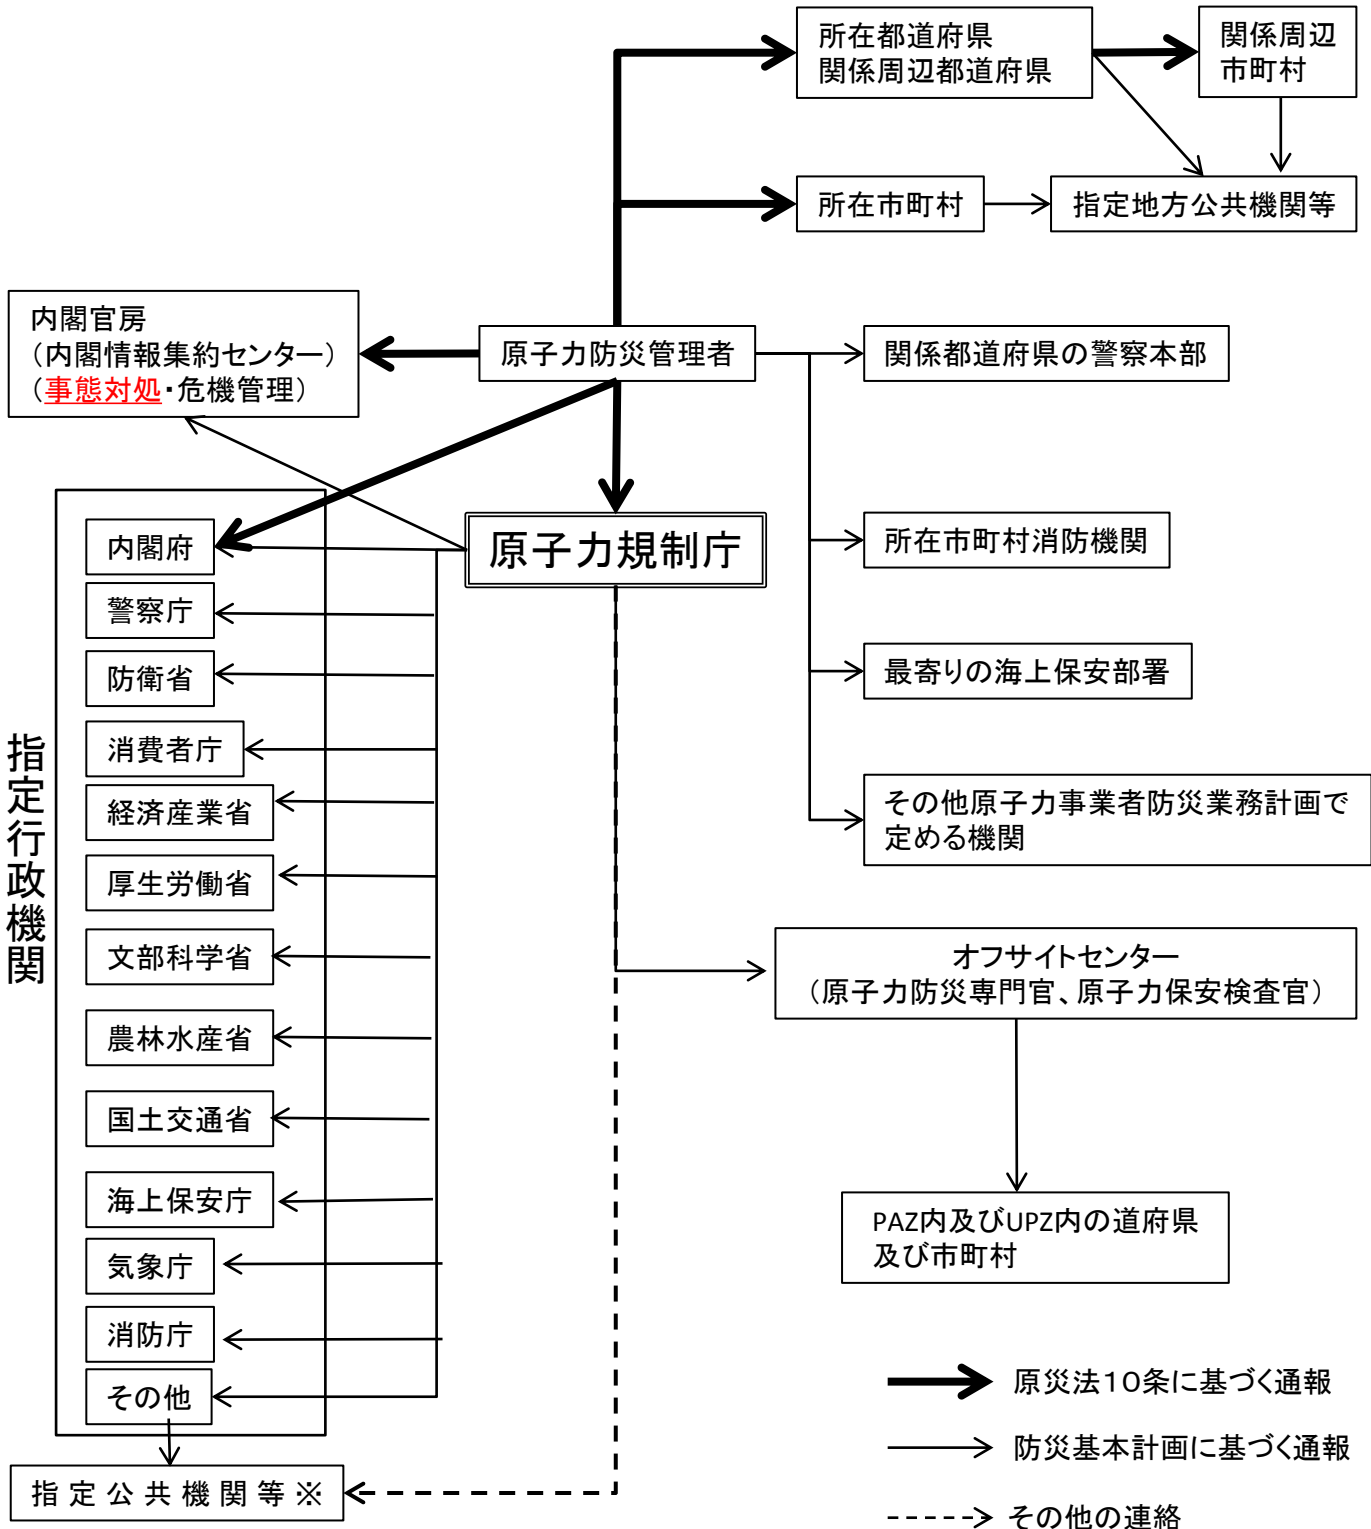 所在都道府県
関係周辺都道府県
関係周辺
市町村
所在市町村
指定地方公共機関等
内閣官房
（内閣情報集約センター）
（事態対処・危機管理）
原子力防災管理者
関係都道府県の警察本部
原子力規制庁
所在市町村消防機関
最寄りの海上保安部署
その他原子力事業者防災業務計画で
定める機関
指定行政機関
内閣府
警察庁
防衛省
消費者庁
経済産業省
厚生労働省
文部科学省
農林水産省
国土交通省
海上保安庁
気象庁
消防庁
その他
指定公共機関等※
オフサイトセンター
（原子力防災専門官、原子力保安検査官）
PAZ内及びUPZ内の道府県
及び市町村
原災法１０条に基づく通報
防災基本計画に基づく通報
その他の連絡